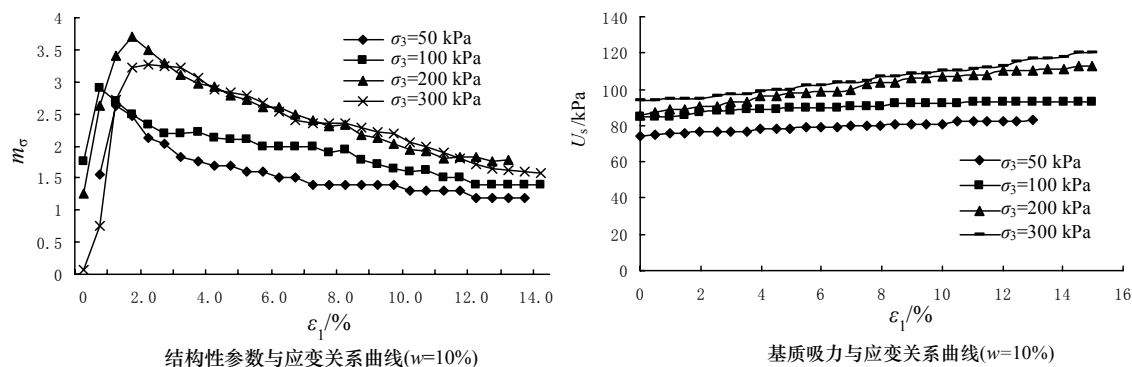 4
3.5
3
2.5
2
1.5
1
0.5
0
mσ
0 2.0 4.0 6.0 8.0 10.0 12.0 14.0
ε1/%
σ3=50 kPa
σ3=100 kPa
σ3=200 kPa
σ3=300 kPa
结构性参数与应变关系曲线(w=10%)
140
120
100
80
60
40
20
0
Us/kPa
0 2 4 6 8 10 12 14 16
ε1/%
σ3=50 kPa
σ3=100 kPa
σ3=200 kPa
σ3=300 kPa
基质吸力与应变关系曲线(w=10%)